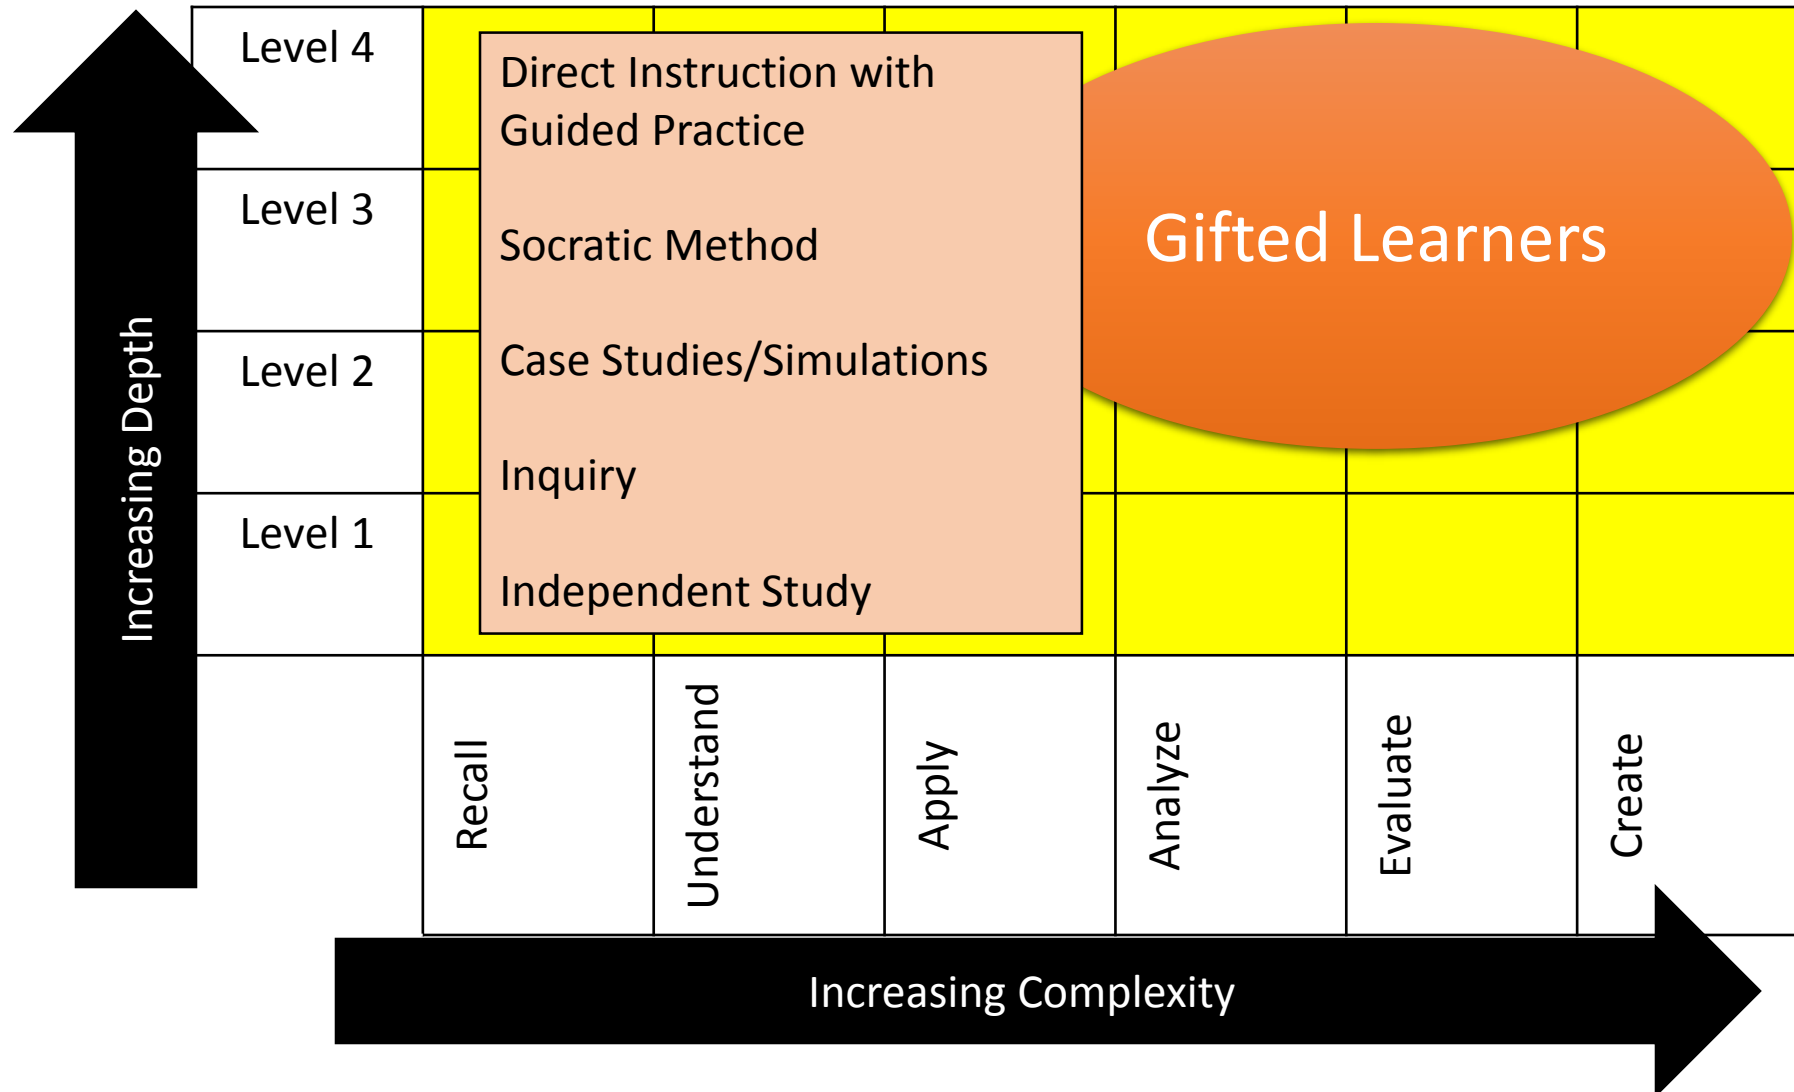 Level 4
Direct Instruction with
Guided Practice
Level 3
Socratic Method
Gifted Learners
Level 2
Case Studies/Simulations
Inquiry
Level 1
Independent Study
Increasing Depth
Recall
Understand
Apply
Analyze
Evaluate
Create
Increasing Complexity